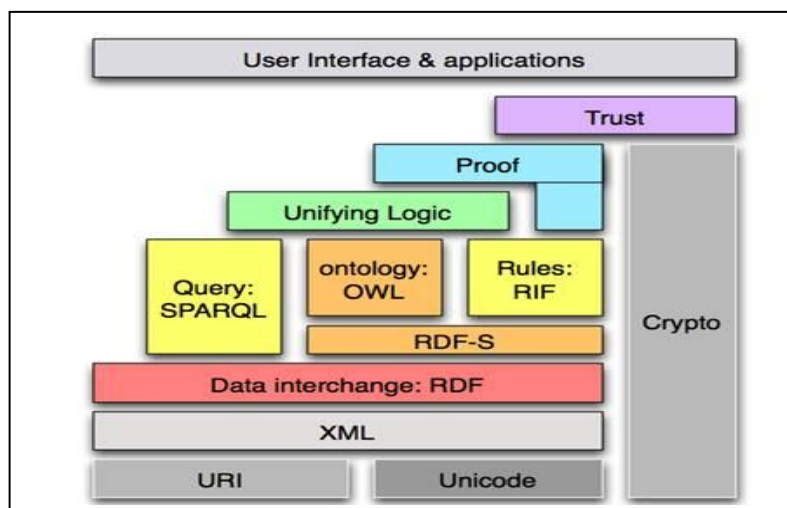 User Interface & applications
Trust
Proof
Unifying Logic
Query:
SPARQL
ontology:
OWL
Rules:
RIF
Crypto
RDF-S
Data interchange: RDF
XML
URI
Unicode